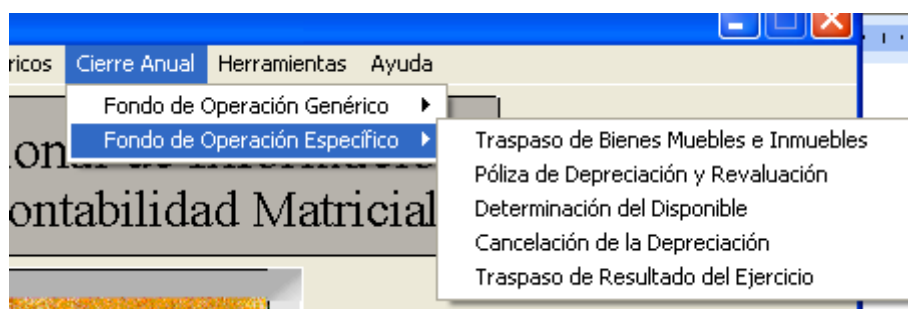 ricos Cierre Anual Herramientas Ayuda
Fondo de Operación Genérico
Fondo de Operación Específico
Traspaso de Bienes Muebles e Inmuebles
Póliza de Depreciación y Revaluación
Determinación del Disponible
Cancelación de la Depreciación
Traspaso de Resultado del Ejercicio
ontabilidad Matricial